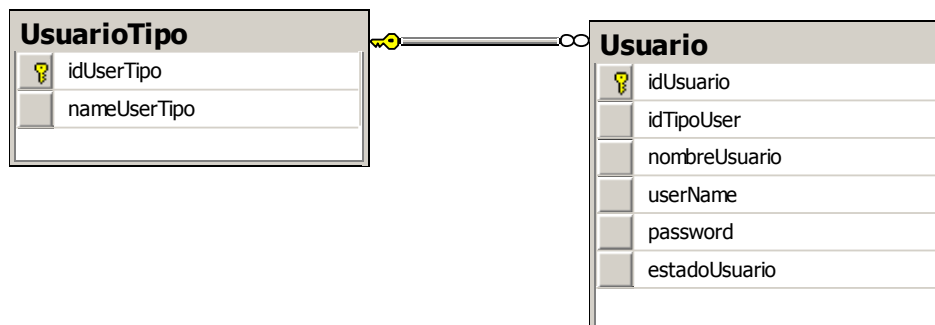 UsuarioTipo
idUserTipo
nameUserTipo
Usuario
idUsuario
idTipoUser
nombreUsuario
userName
password
estadoUsuario